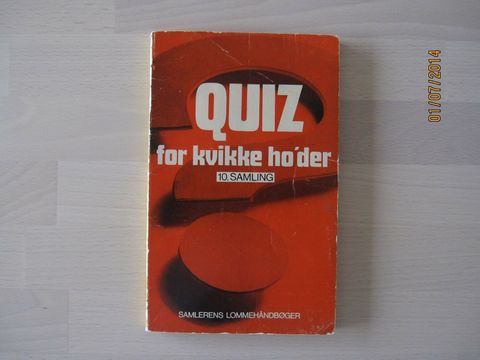 QUIZ
for kvikke ho'der
10. SAMLING
SAMLERENS LOMMEHÅNDBØGER
01/07/2014